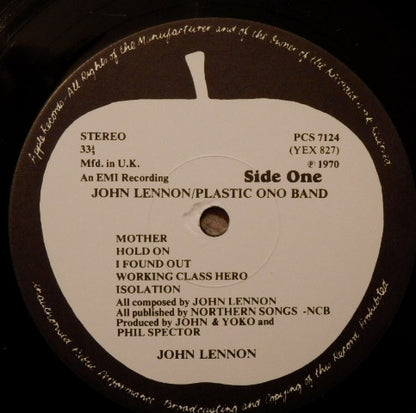 Apple Records. All Rights of the Manufacturer and of the Owner of the Recorded Work Reserved
STEREO
33⅓
Mfd. in U.K.
An EMI Recording
PCS 7124
(YEX 827)
℗ 1970
Side One
JOHN LENNON/PLASTIC ONO BAND
MOTHER
HOLD ON
I FOUND OUT
WORKING CLASS HERO
ISOLATION
All composed by JOHN LENNON
All published by NORTHERN SONGS -NCB
Produced by JOHN & YOKO and
PHIL SPECTOR
JOHN LENNON
Unauthorised Public Performance Broadcasting and Copying of this Record Prohibited